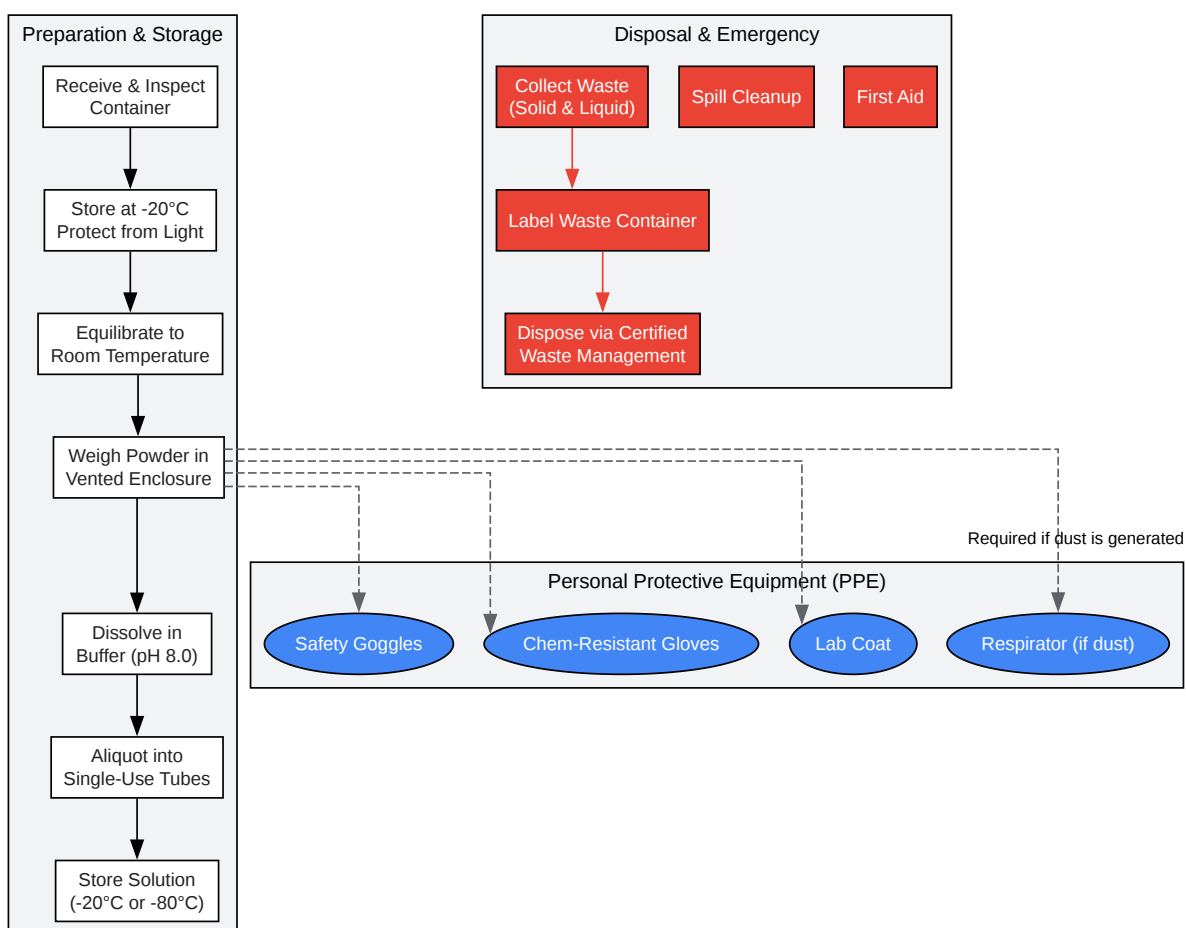 Preparation & Storage
Receive & Inspect
Container
Store at -20°C
Protect from Light
Equilibrate to
Room Temperature
Weigh Powder in
Vented Enclosure
Dissolve in
Buffer (pH 8.0)
Aliquot into
Single-Use Tubes
Store Solution
(-20°C or -80°C)
Disposal & Emergency
Collect Waste
(Solid & Liquid)
Spill Cleanup
First Aid
Label Waste Container
Dispose via Certified
Waste Management
Required if dust is generated
Personal Protective Equipment (PPE)
Safety Goggles
Chem-Resistant Gloves
Lab Coat
Respirator (if dust)